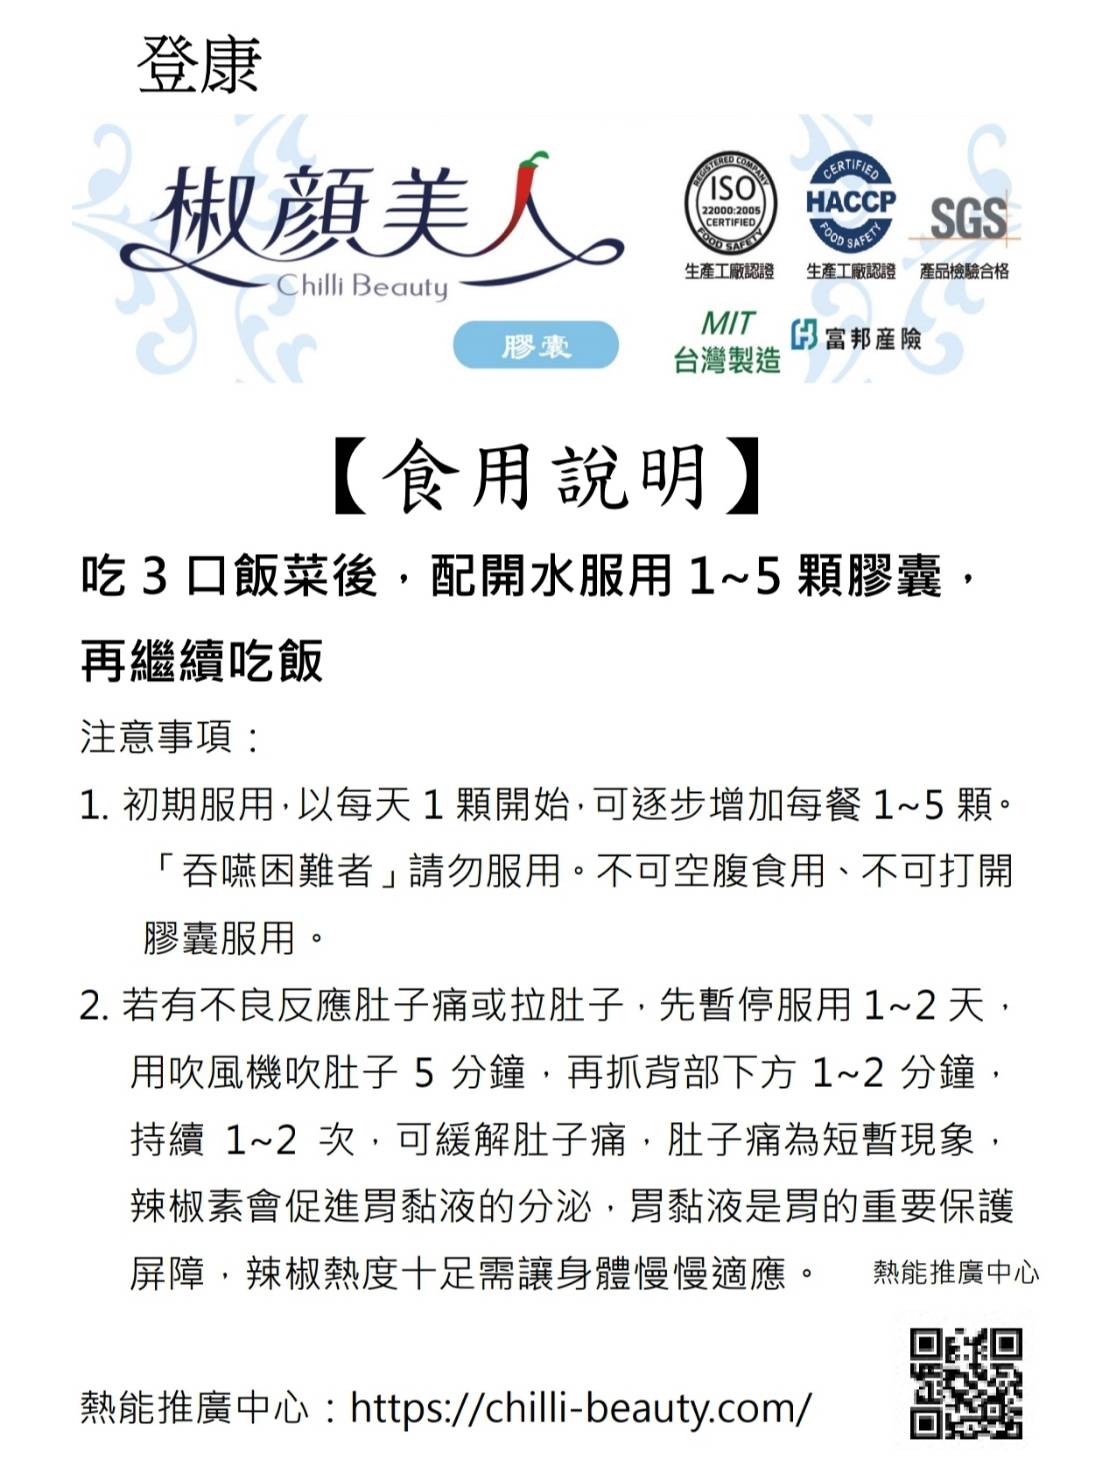 登康
椒顏美人
Chilli Beauty
膠囊
REGISTERED COMPANY
ISO
22000:2005
CERTIFIED
FOOD SAFETY
生產工廠認證
CERTIFIED
HACCP
FOOD SAFETY
生產工廠認證
SGS
產品檢驗合格
MIT
台灣製造
富邦產險
【食用說明】
吃 3 口飯菜後，配開水服用 1~5 顆膠囊，
再繼續吃飯
注意事項：
1. 初期服用，以每天 1 顆開始，可逐步增加每餐 1~5 顆。
「吞嚥困難者」請勿服用。不可空腹食用、不可打開
膠囊服用。
2. 若有不良反應肚子痛或拉肚子，先暫停服用 1~2 天，
用吹風機吹肚子 5 分鐘，再抓背部下方 1~2 分鐘，
持續 1~2 次，可緩解肚子痛，肚子痛為短暫現象，
辣椒素會促進胃黏液的分泌，胃黏液是胃的重要保護
屏障，辣椒熱度十足需讓身體慢慢適應。
熱能推廣中心
熱能推廣中心：https://chilli-beauty.com/